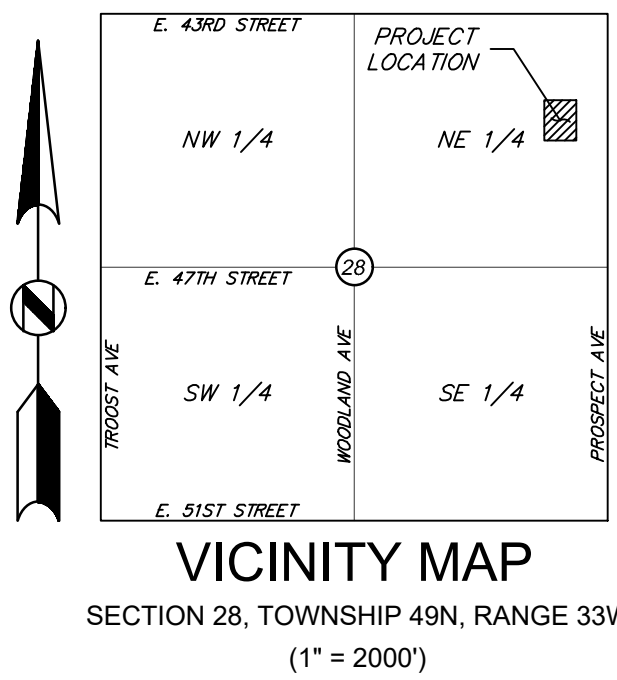 E. 43RD STREET
PROJECT
LOCATION
NW 1/4
NE 1/4
28
E. 47TH STREET
N
TROOST AVE
WOODLAND AVE
PROSPECT AVE
SW 1/4
SE 1/4
E. 51ST STREET
VICINITY MAP
SECTION 28, TOWNSHIP 49N, RANGE 33W
(1" = 2000')